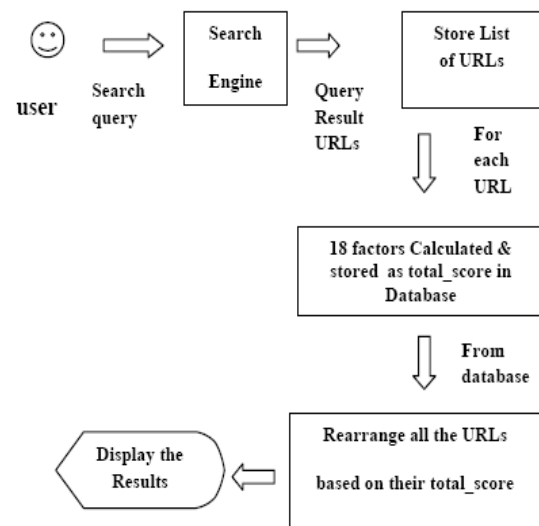 user
Search
query
Search
Engine
Query
Result
URLs
Store List
of URLs
For
each
URL
18 factors Calculated &
stored as total_score in
Database
From
database
Rearrange all the URLs
based on their total_score
Display the
Results